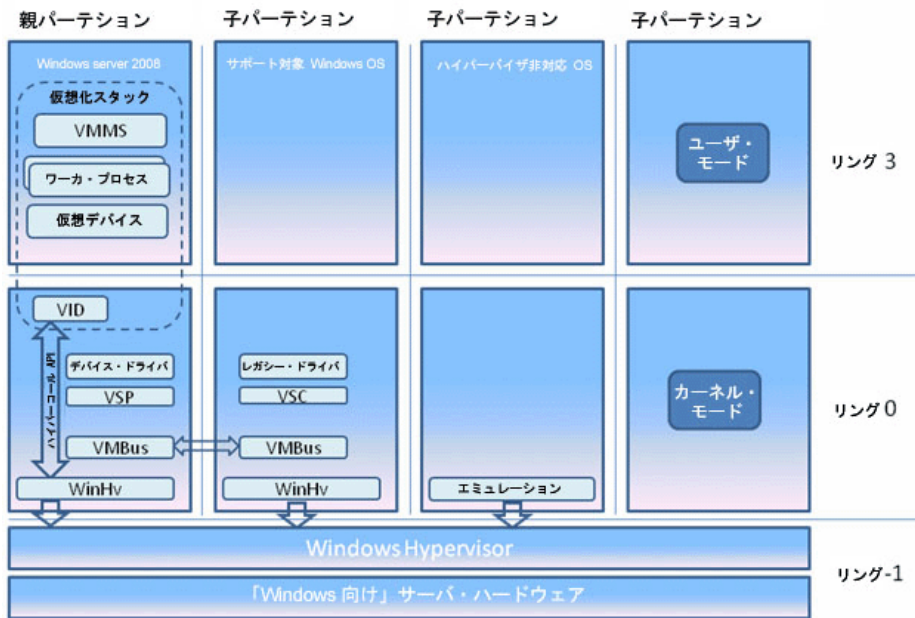 親パーテション
子パーテション
子パーテション
子パーテション
Windows server 2008
サポート対象 Windows OS
ハイパーバイザ非対応 OS
仮想化スタック
VMMS
ワーカ・プロセス
仮想デバイス
ユーザ・
モード
リング 3
VID
ハイパーコール API
デバイス・ドライバ
VSP
VMBus
WinHv
レガシー・ドライバ
VSC
VMBus
WinHv
エミュレーション
カーネル・
モード
リング 0
Windows Hypervisor
「Windows 向け」サーバ・ハードウェア
リング-1